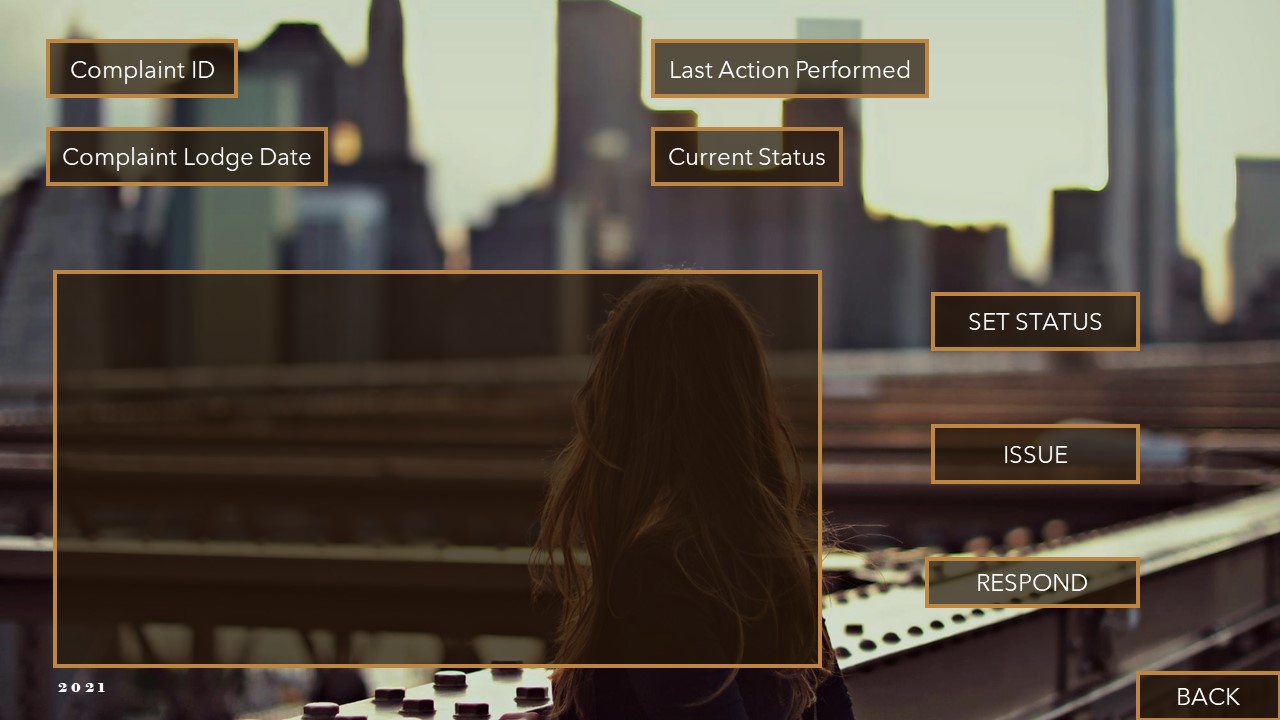 Complaint ID
Last Action Performed
Complaint Lodge Date
Current Status
SET STATUS
ISSUE
RESPOND
2021
BACK